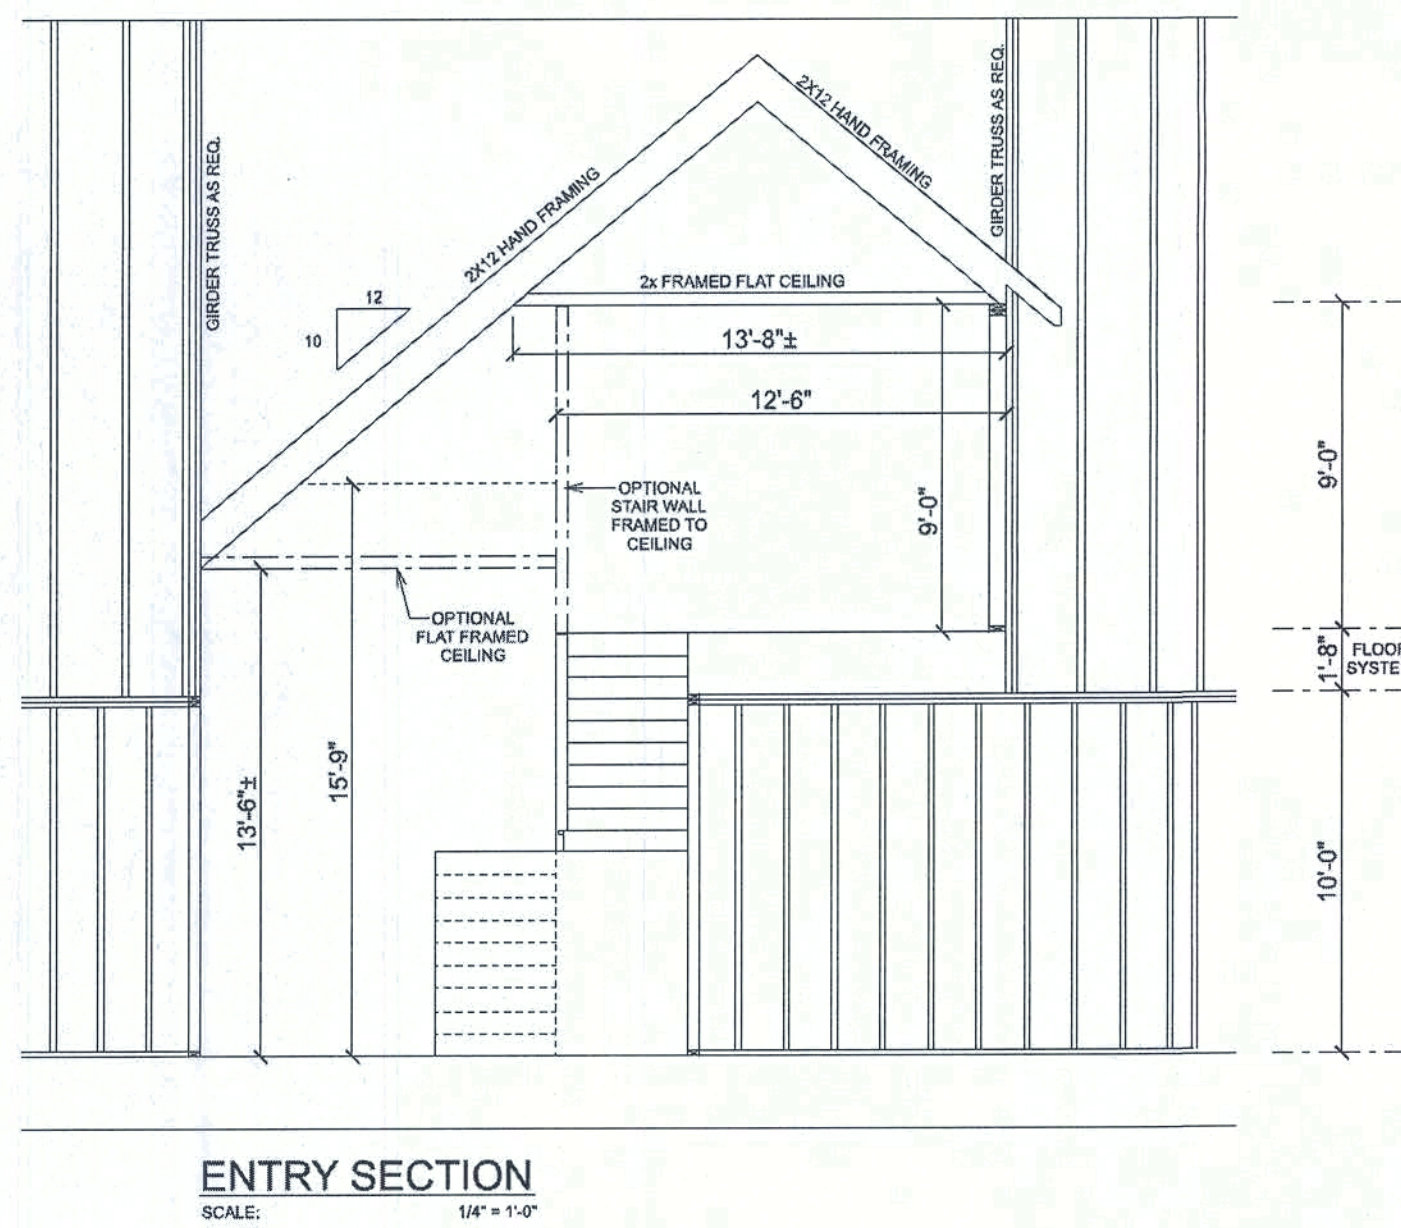 GIRDER TRUSS AS REQ.
2X12 HAND FRAMING
2X12 HAND FRAMING
GIRDER TRUSS AS REQ.
2x FRAMED FLAT CEILING
12
10
13'-8"±
12'-6"
9'-0"
9'-0"
OPTIONAL
STAIR WALL
FRAMED TO
CEILING
OPTIONAL
FLAT FRAMED
CEILING
1'-8"
FLOOR
SYSTE
15'-9"
13'-6"±
10'-0"
ENTRY SECTION
SCALE: 1/4" = 1'-0"